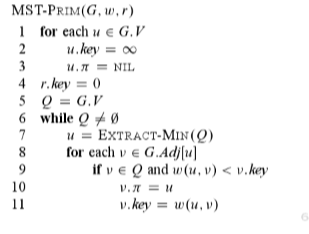 MST-PRIM(G, w, r)
1 for each u ∈ G.V
2 u.key = ∞
3 u.π = NIL
4 r.key = 0
5 Q = G.V
6 while Q ≠ ∅
7 u = EXTRACT-MIN(Q)
8 for each v ∈ G.Adj[u]
9 if v ∈ Q and w(u, v) < v.key
10 v.π = u
11 v.key = w(u, v)
6